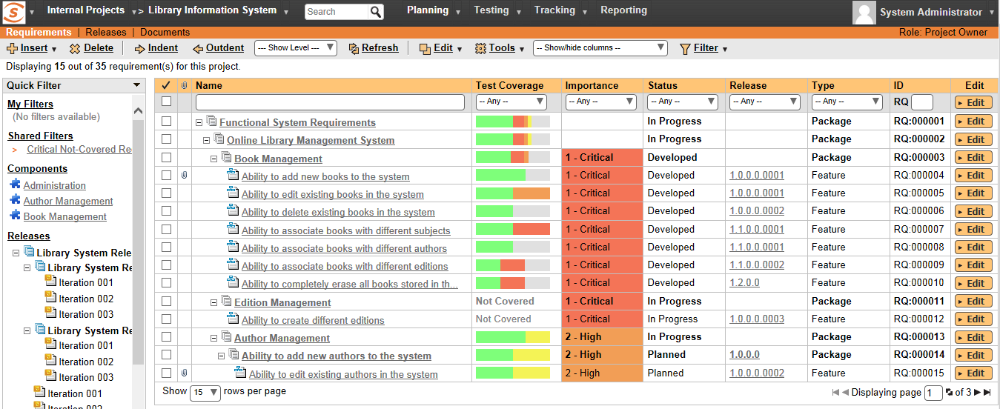 Internal Projects > Library Information System Search Planning Testing Tracking Reporting System Administrator
Requirements | Releases | Documents Role: Project Owner
Insert Delete Indent Outdent --- Show Level --- Refresh Edit Tools -- Show/hide columns -- Filter
Displaying 15 out of 35 requirement(s) for this project.
Quick Filter
My Filters
(No filters available)
Shared Filters
> Critical Not-Covered Re
Components
Administration
Author Management
Book Management
Releases
Library System Rele
Library System Re
Iteration 001
Iteration 002
Iteration 003
Library System Re
Iteration 001
Iteration 002
Iteration 003
Iteration 001
Iteration 002
Name Test Coverage Importance Status Release Type ID Edit
-- Any -- -- Any -- -- Any -- -- Any -- -- Any -- RQ Edit
Functional System Requirements In Progress Package RQ:000001 Edit
Online Library Management System In Progress Package RQ:000002 Edit
Book Management 1 - Critical Developed Package RQ:000003 Edit
Ability to add new books to the system 1 - Critical Developed 1.0.0.0.0001 Feature RQ:000004 Edit
Ability to edit existing books in the system 1 - Critical Developed 1.0.0.0.0001 Feature RQ:000005 Edit
Ability to delete existing books in the system 1 - Critical Developed 1.0.0.0.0002 Feature RQ:000006 Edit
Ability to associate books with different subjects 1 - Critical Developed 1.1.0.0.0001 Feature RQ:000007 Edit
Ability to associate books with different authors 1 - Critical Developed 1.1.0.0.0001 Feature RQ:000008 Edit
Ability to associate books with different editions 1 - Critical Developed 1.1.0.0.0002 Feature RQ:000009 Edit
Ability to completely erase all books stored in th... 1 - Critical Developed 1.2.0.0 Feature RQ:000010 Edit
Edition Management Not Covered 1 - Critical In Progress Package RQ:000011 Edit
Ability to create different editions Not Covered 1 - Critical In Progress 1.0.0.0.0003 Feature RQ:000012 Edit
Author Management 2 - High In Progress Package RQ:000013 Edit
Ability to add new authors to the system 2 - High Planned 1.0.0.0 Package RQ:000014 Edit
Ability to edit existing authors in the system 2 - High Planned 1.0.0.0.0002 Feature RQ:000015 Edit
Show 15 rows per page Displaying page 1 of 3